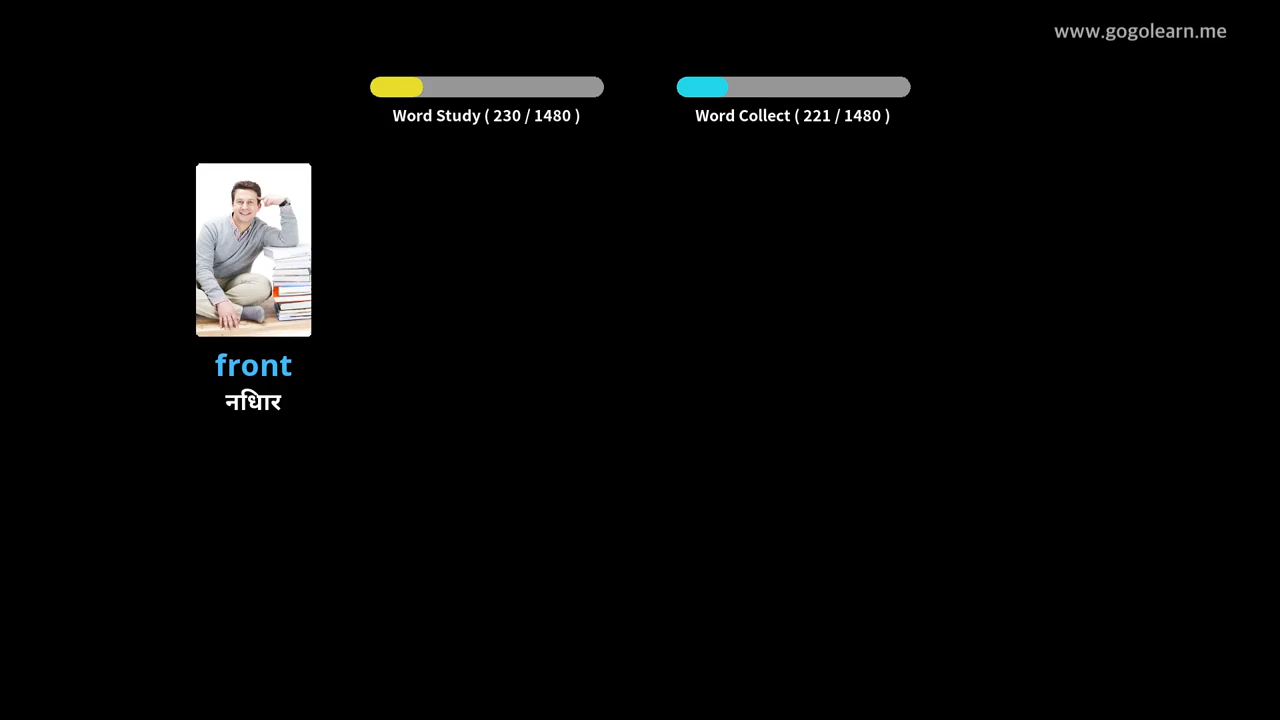 www.gogolearn.me
Word Study ( 230 / 1480 )
Word Collect ( 221 / 1480 )
front
नधिार